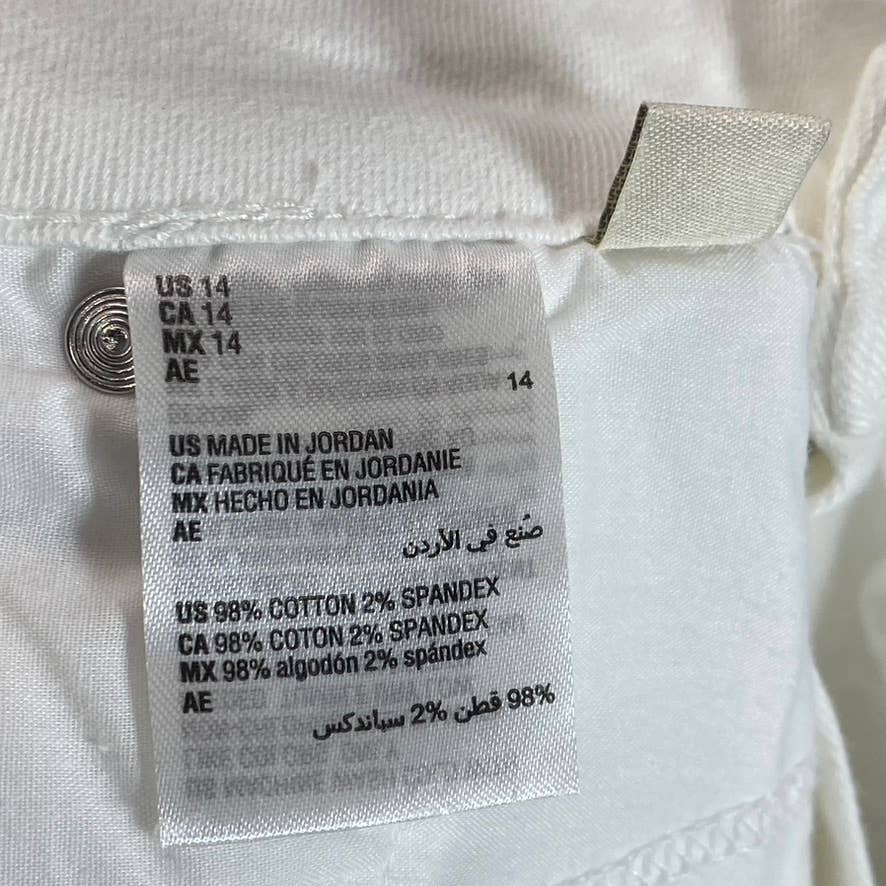 US 14
CA 14
MX 14
AE 14
US MADE IN JORDAN
CA FABRIQUÉ EN JORDANIE
MX HECHO EN JORDANIA
AE
صُنع في الأردن
US 98% COTTON 2% SPANDEX
CA 98% COTON 2% SPANDEX
MX 98% algodón 2% spándex
AE
98% قطن 2% سباندكس